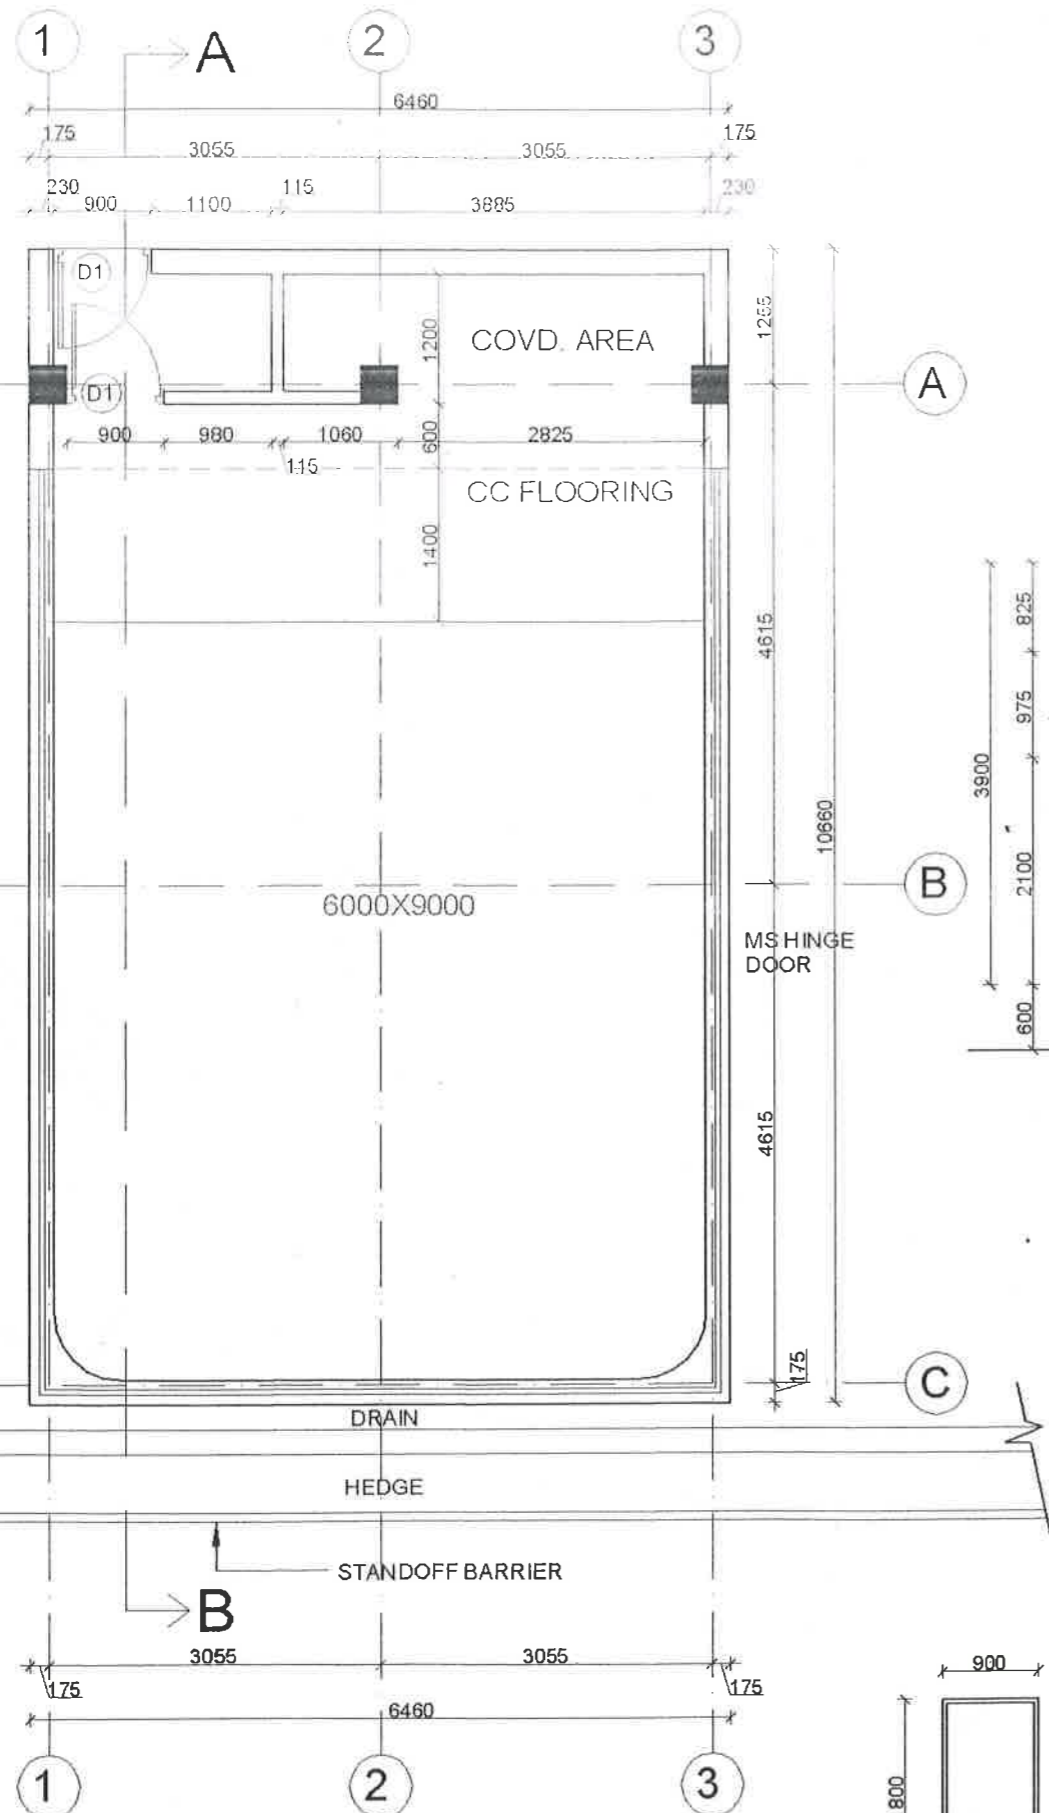 1
A
2
3
6460
175
175
3055
3055
230
900
1100
115
3885
230
D1
1200
COVD. AREA
1255
A
D1
900
980
1060
600
2825
115
CC FLOORING
1400
4615
825
975
3900
10660
2100
B
6000X9000
MS HINGE
DOOR
600
4615
175
C
DRAIN
HEDGE
STANDOFF BARRIER
B
3055
3055
175
175
900
6460
800
1
2
3